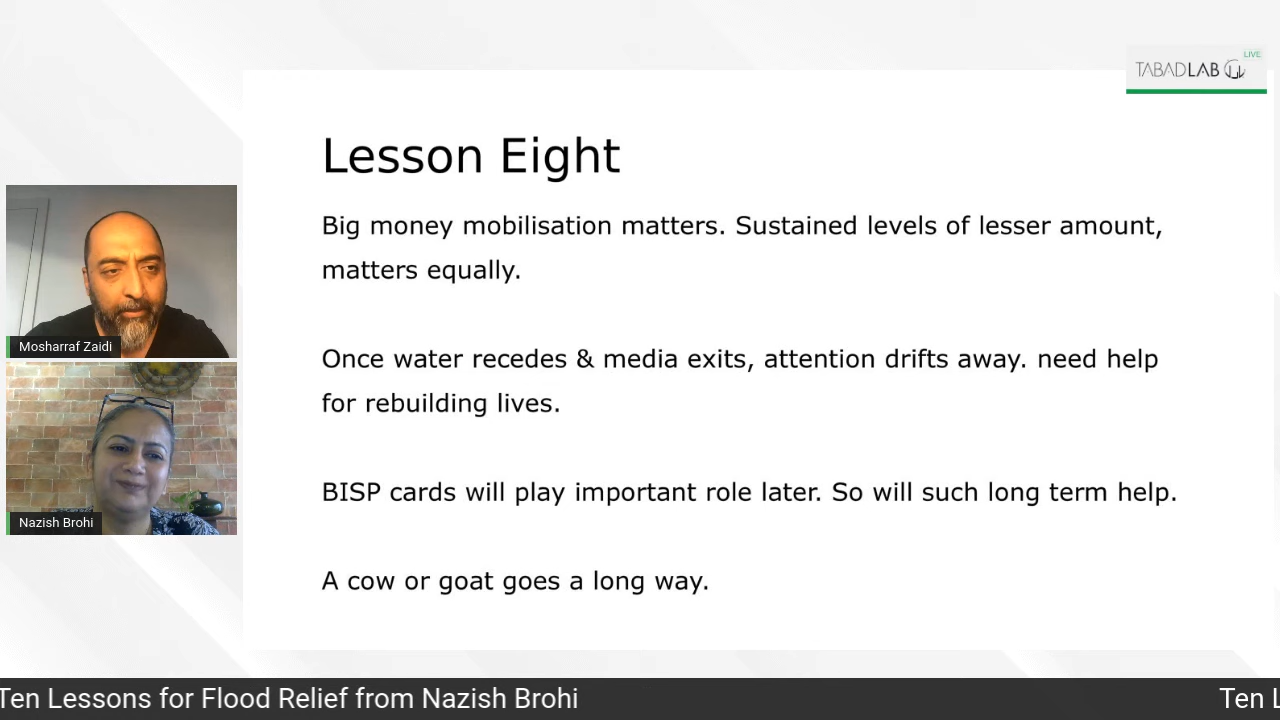 LIVE
TABADLAB
Lesson Eight
Big money mobilisation matters. Sustained levels of lesser amount,
matters equally.
Once water recedes & media exits, attention drifts away. need help
for rebuilding lives.
BISP cards will play important role later. So will such long term help.
A cow or goat goes a long way.
Mosharraf Zaidi
Nazish Brohi
Ten Lessons for Flood Relief from Nazish Brohi
Ten L